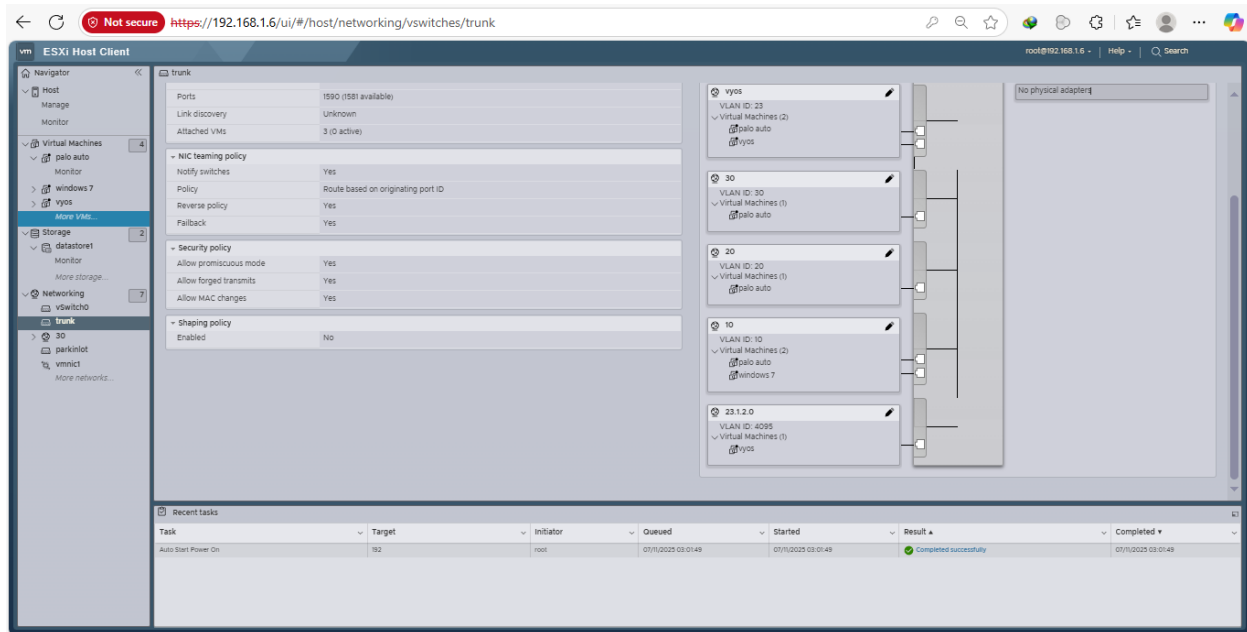 Not secure https://192.168.1.6/ui/#/host/networking/vswitches/trunk
vm ESXi Host Client
root@192.168.1.6 - | Help - | Search
Navigator
trunk
Host
Manage
Monitor
Virtual Machines 4
palo auto
Monitor
windows 7
vyos
More VMs...
Storage 2
datastore1
Monitor
More storage...
Networking 7
vSwitch0
trunk
30
parkinlot
vmnic1
More networks...
Ports 1590 (1581 available)
Link discovery Unknown
Attached VMs 3 (0 active)
NIC teaming policy
Notify switches Yes
Policy Route based on originating port ID
Reverse policy Yes
Failback Yes
Security policy
Allow promiscuous mode Yes
Allow forged transmits Yes
Allow MAC changes Yes
Shaping policy
Enabled No
vyos
VLAN ID: 23
Virtual Machines (2)
palo auto
vyos
30
VLAN ID: 30
Virtual Machines (1)
palo auto
20
VLAN ID: 20
Virtual Machines (1)
palo auto
10
VLAN ID: 10
Virtual Machines (2)
palo auto
windows 7
23.1.2.0
VLAN ID: 4095
Virtual Machines (1)
vyos
No physical adapters
Recent tasks
Task Target Initiator Queued Started Result Completed
Auto Start Power On 192 root 07/11/2025 03:01:49 07/11/2025 03:01:49 Completed successfully 07/11/2025 03:01:49